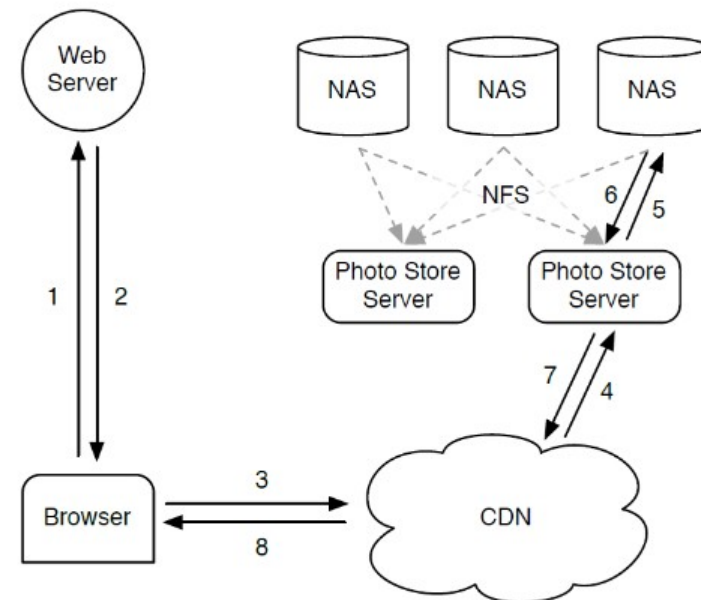 Web
Server
NAS
NAS
NAS
NFS
6
5
Photo Store
Server
Photo Store
Server
1
2
7
4
3
Browser
CDN
8